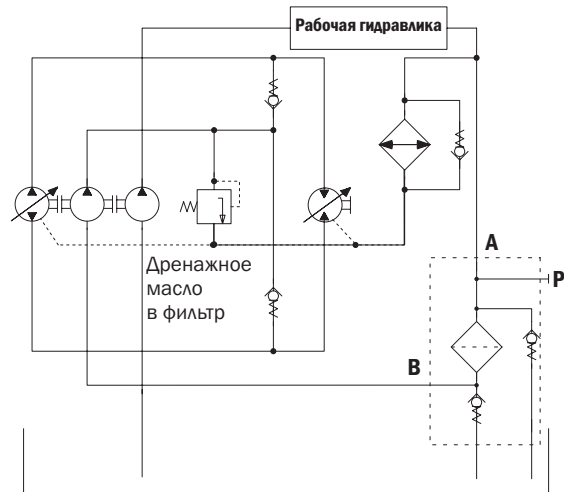 Рабочая гидравлика
A
P
Дренажное
масло
в фильтр
B